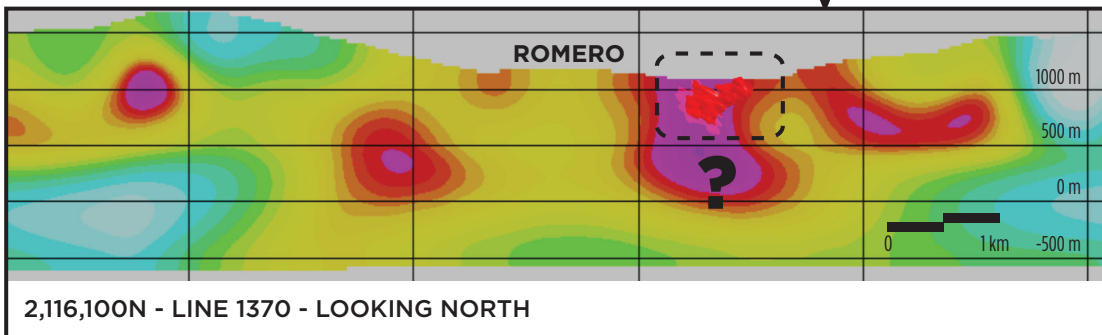 ROMERO
1000 m
500 m
?
0 m
0 1 km -500 m
2,116,100N - LINE 1370 - LOOKING NORTH